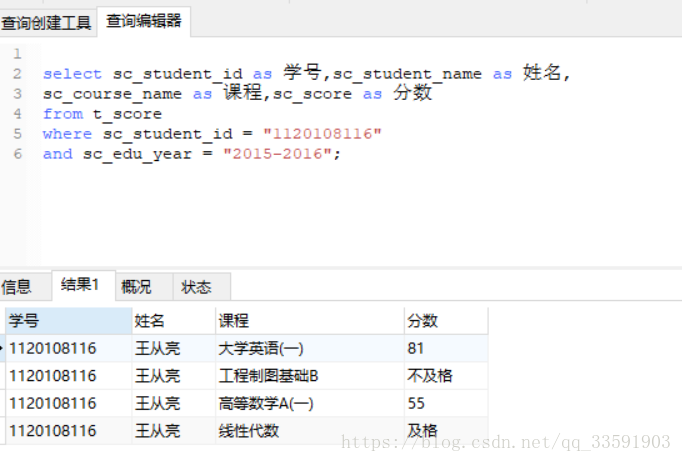 查询创建工具 查询编辑器
1
2 select sc_student_id as 学号,sc_student_name as 姓名,
3 sc_course_name as 课程,sc_score as 分数
4 from t_score
5 where sc_student_id = "1120108116"
6 and sc_edu_year = "2015-2016";
信息 结果1 概况 状态
学号 姓名 课程 分数
1120108116 王从亮 大学英语(一) 81
1120108116 王从亮 工程制图基础B 不及格
1120108116 王从亮 高等数学A(一) 55
1120108116 王从亮 线性代数 及格
https://blog.csdn.net/qq_33591903